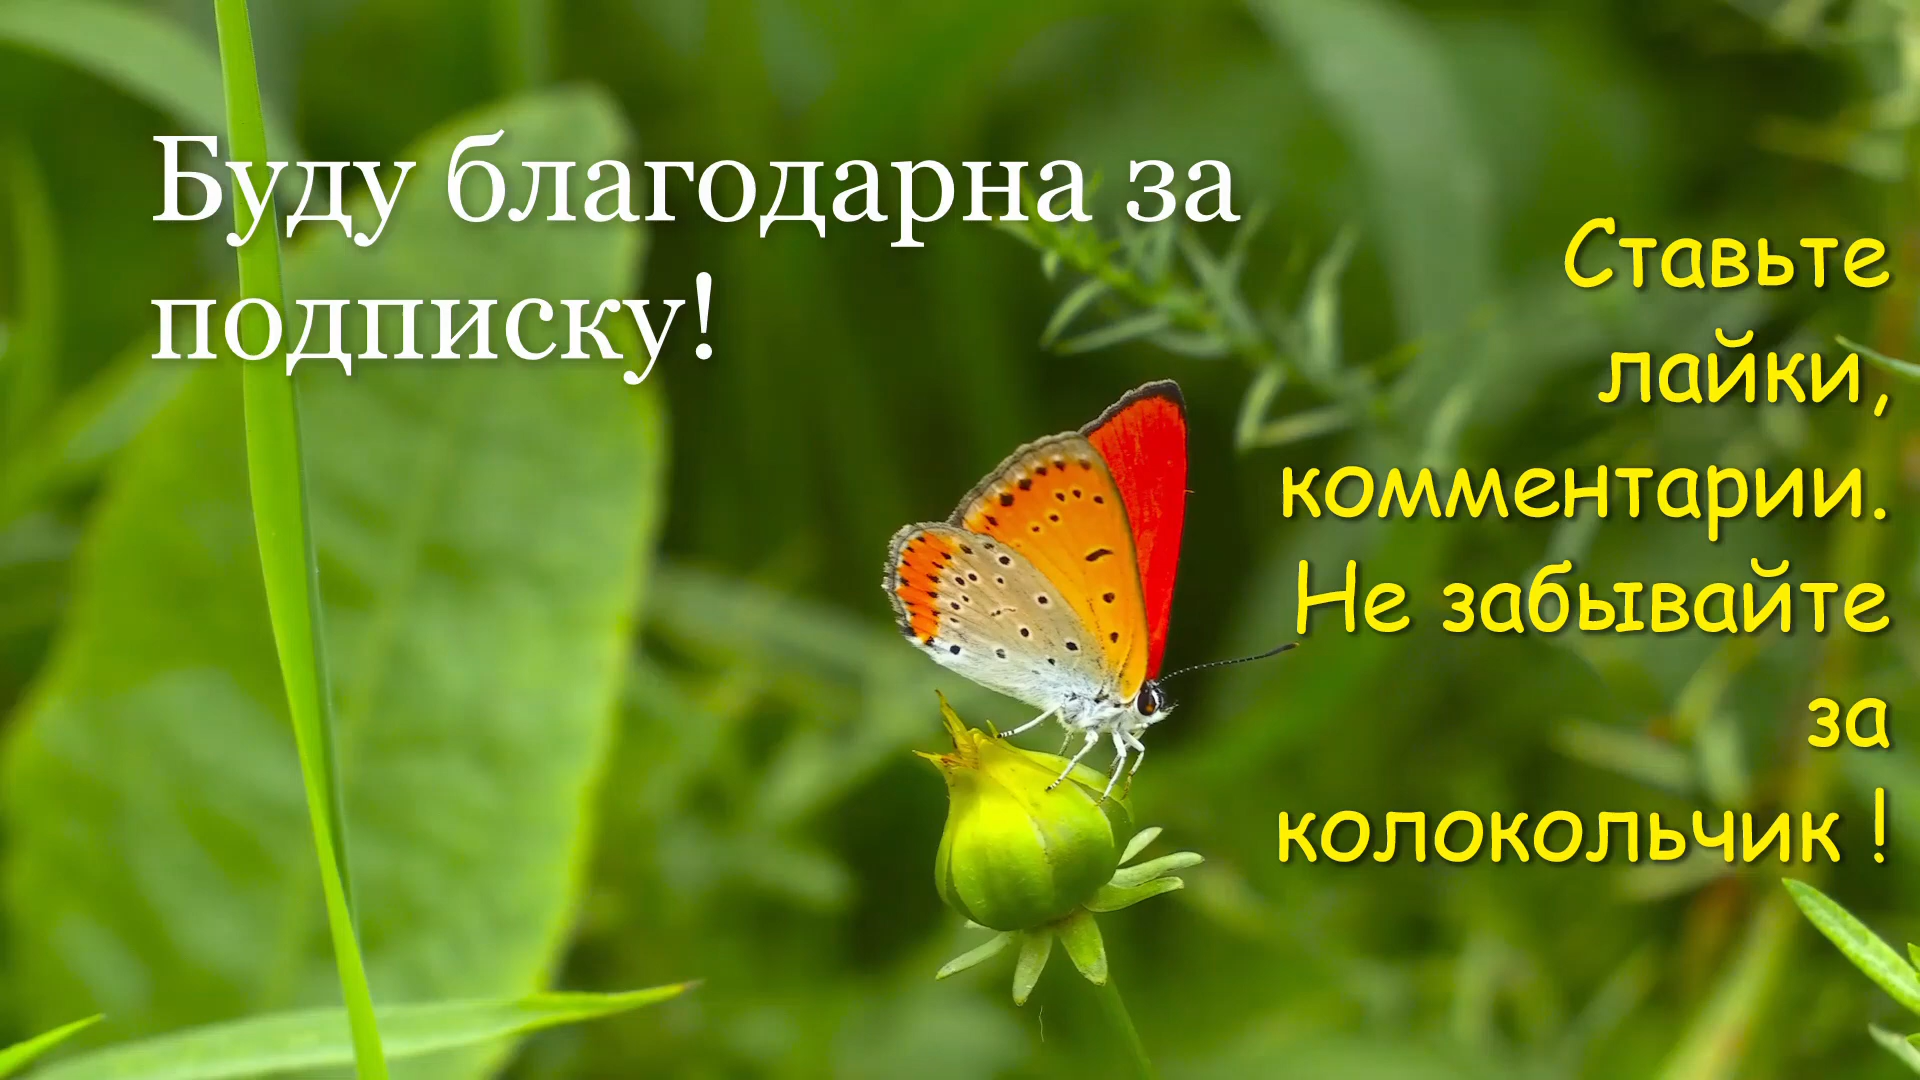 Буду благодарна за
подписку!
Ставьте
лайки,
комментарии.
Не забывайте
за
колокольчик !